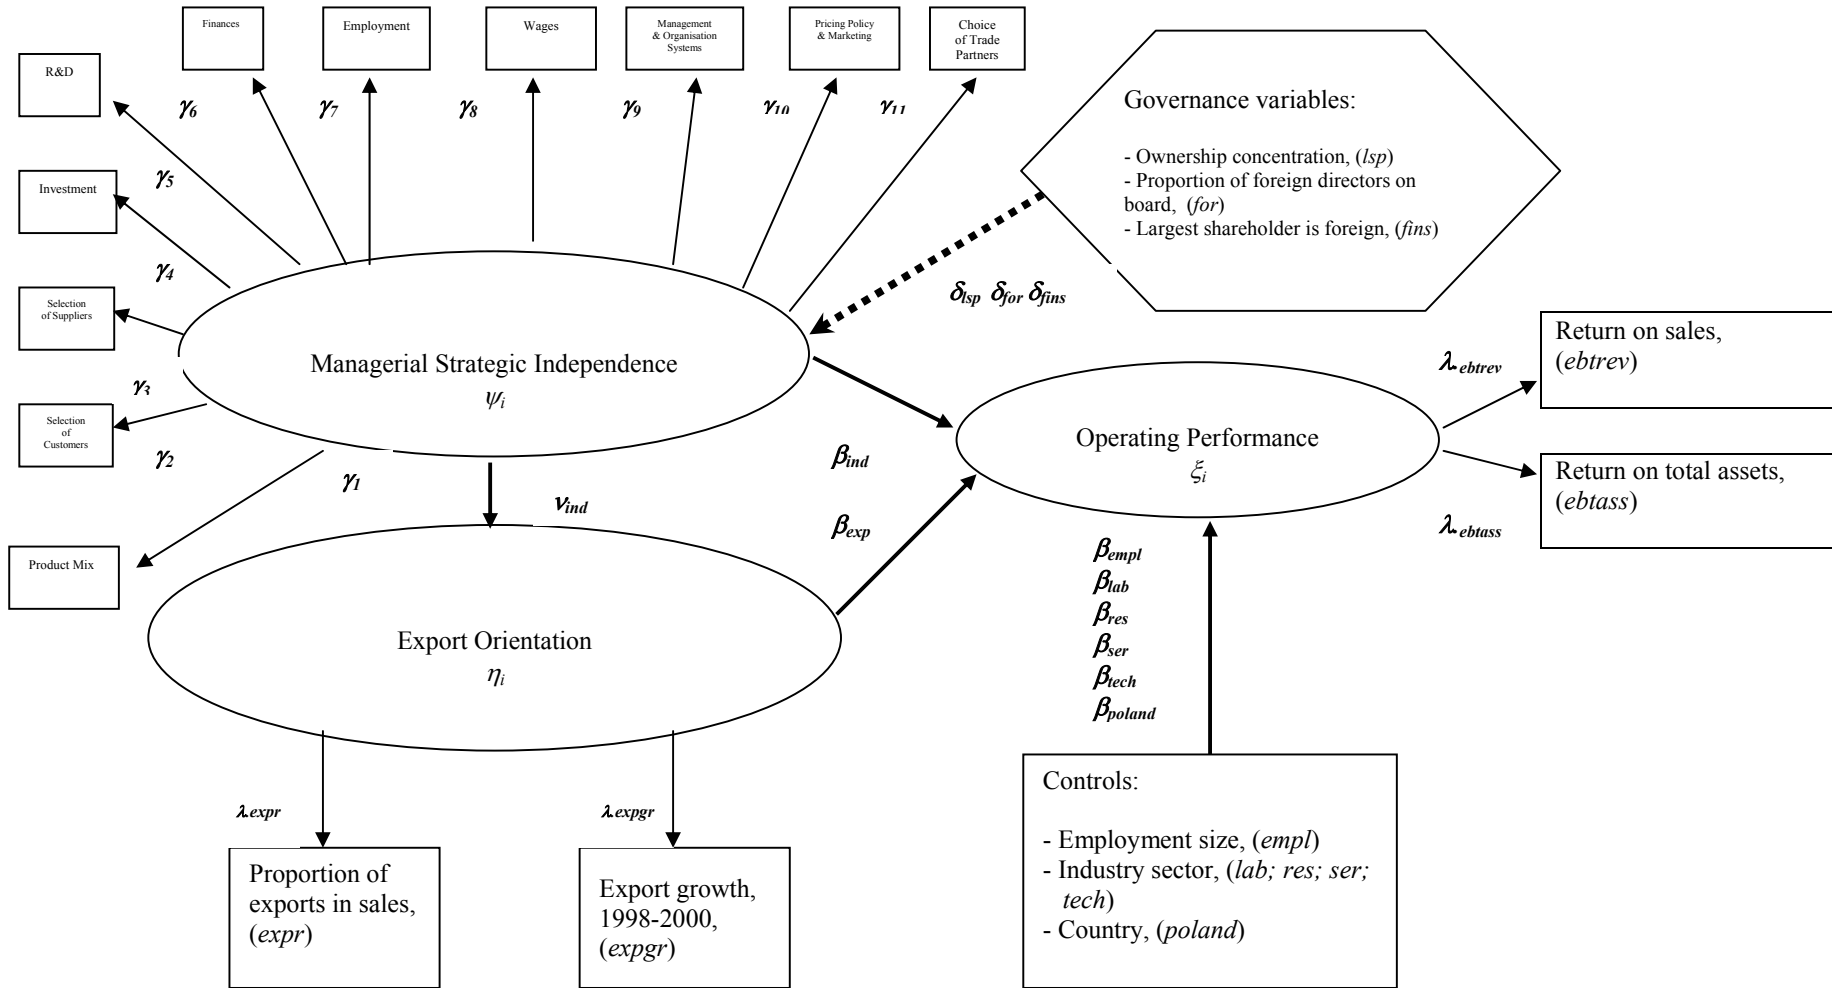 Finances
Employment
Wages
Management
& Organisation
Systems
Pricing Policy
& Marketing
Choice
of Trade
Partners
R&D
γ6
γ7
γ8
γ9
γ10
γ11
Governance variables:
- Ownership concentration, (lsp)
- Proportion of foreign directors on
board, (for)
- Largest shareholder is foreign, (fins)
Investment
γ5
γ4
Selection
of Suppliers
δlsp δfor δfins
Managerial Strategic Independence
ψi
Return on sales,
(ebtrev)
λ.ebtrev
γ3
Selection
of
Customers
γ2
γ1
βind
Operating Performance
ξi
Return on total assets,
(ebtass)
λ.ebtass
νind
βexp
Product Mix
βempl
βlab
βres
βser
βtech
βpoland
Export Orientation
ηi
λ.expr
λ.expgr
Proportion of
exports in sales,
(expr)
Export growth,
1998-2000,
(expgr)
Controls:
- Employment size, (empl)
- Industry sector, (lab; res; ser;
tech)
- Country, (poland)